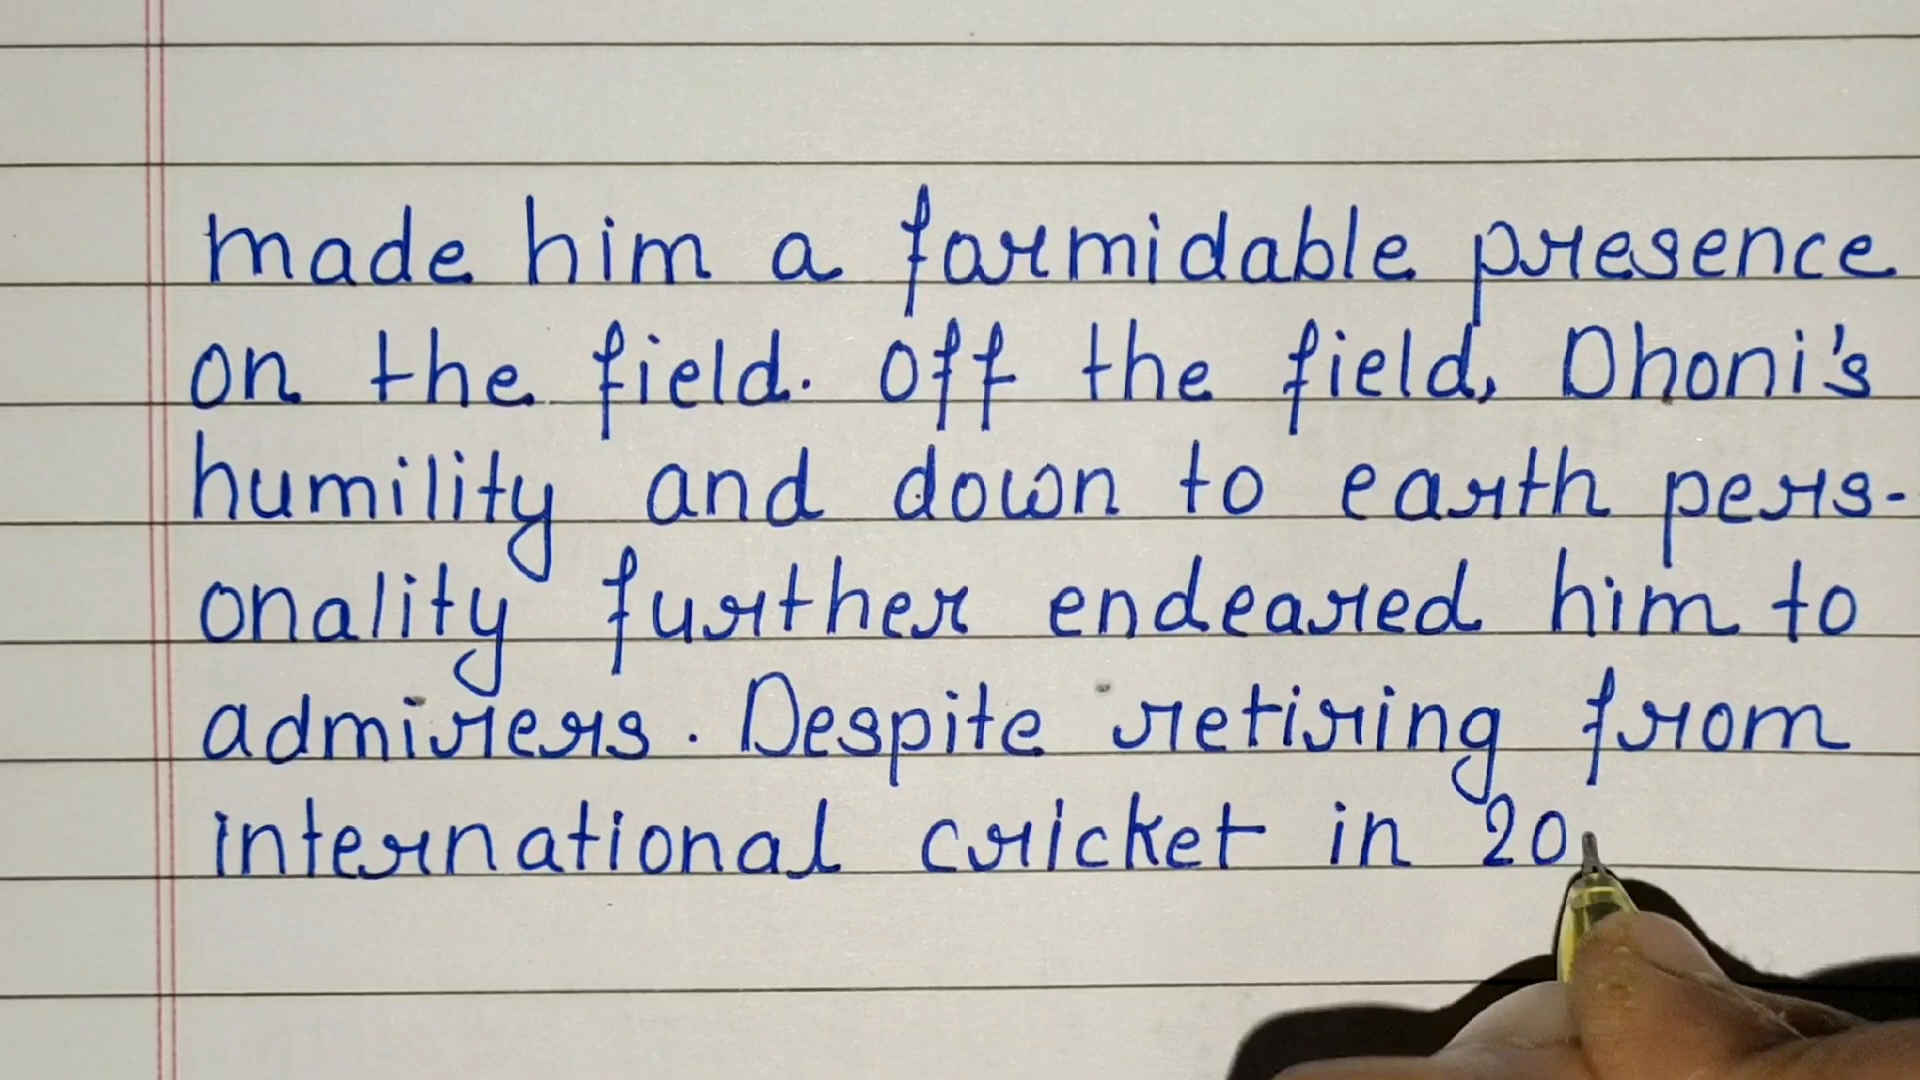 made him a formidable presence
on the field. Off the field, Dhoni's
humility and down to earth pers-
onality further endeared him to
admirers. Despite retiring from
international cricket in 20